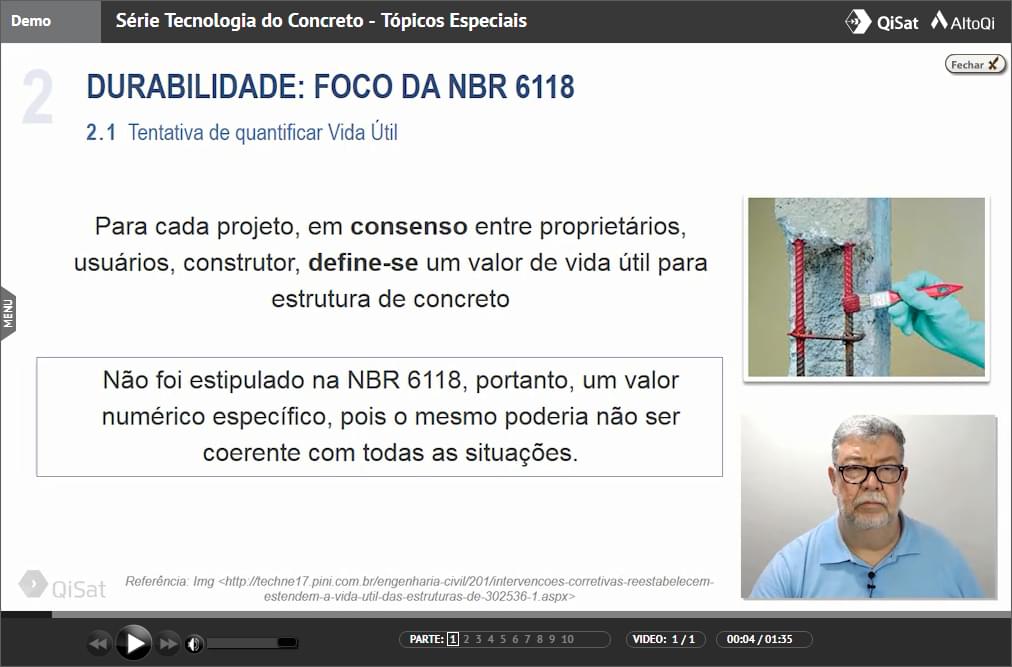 Demo
Série Tecnologia do Concreto - Tópicos Especiais
QiSat
AltoQi
Fechar
2
DURABILIDADE: FOCO DA NBR 6118
2.1 Tentativa de quantificar Vida Útil
Para cada projeto, em consenso entre proprietários,
usuários, construtor, define-se um valor de vida útil para
estrutura de concreto
MENU
Não foi estipulado na NBR 6118, portanto, um valor
numérico específico, pois o mesmo poderia não ser
coerente com todas as situações.
QiSat
Referência: Img <http://techne17.pini.com.br/engenharia-civil/201/intervencoes-corretivas-reestabelecem-
estendem-a-vida-util-das-estruturas-de-302536-1.aspx>
PARTE: 1 2 3 4 5 6 7 8 9 10
VIDEO: 1 / 1
00:04 / 01:35